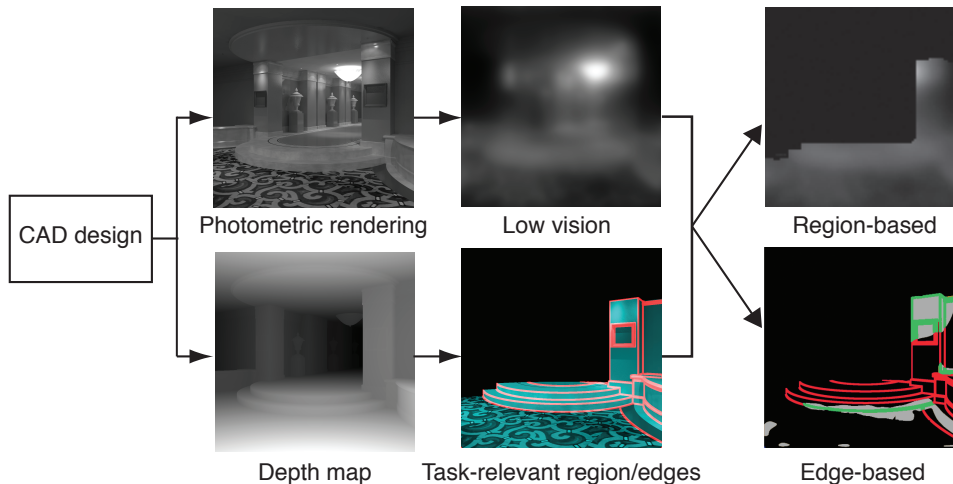 CAD design
Photometric rendering
Low vision
Region-based
Depth map
Task-relevant region/edges
Edge-based